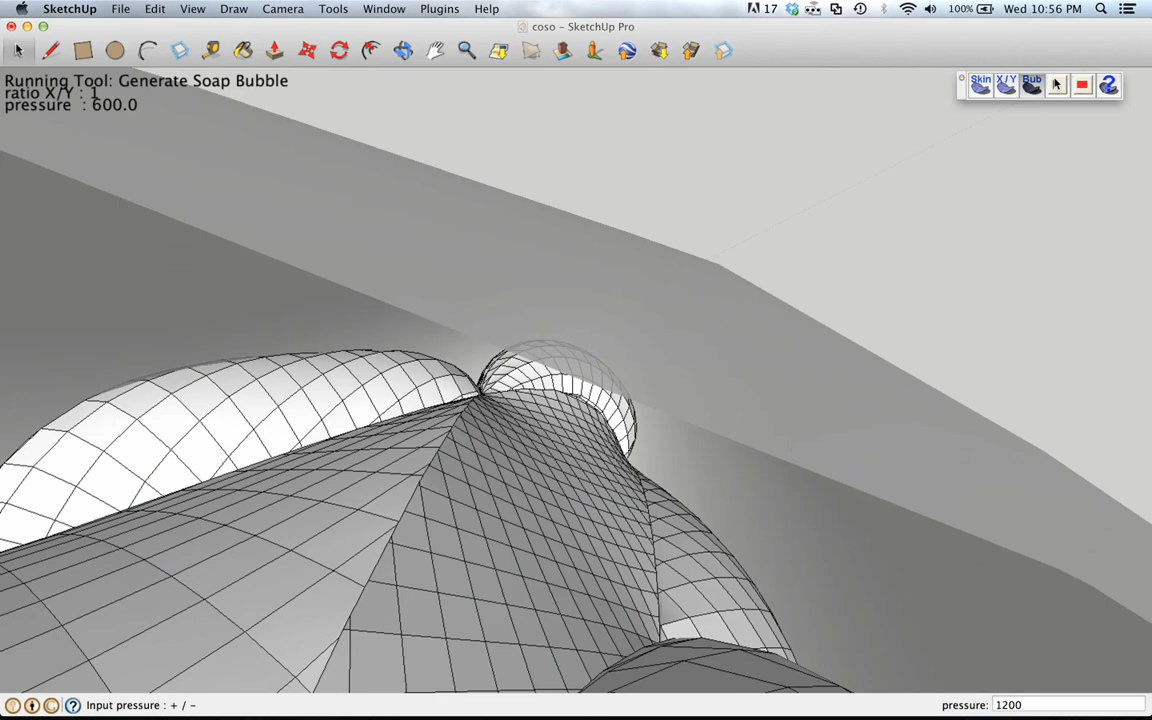 SketchUp File Edit View Draw Camera Tools Window Plugins Help 17 100% Wed 10:56 PM
coso – SketchUp Pro
Running Tool: Generate Soap Bubble
ratio X/Y : 1
pressure : 600.0
Skin X/Y Bub
Input pressure : + / -
pressure: 1200